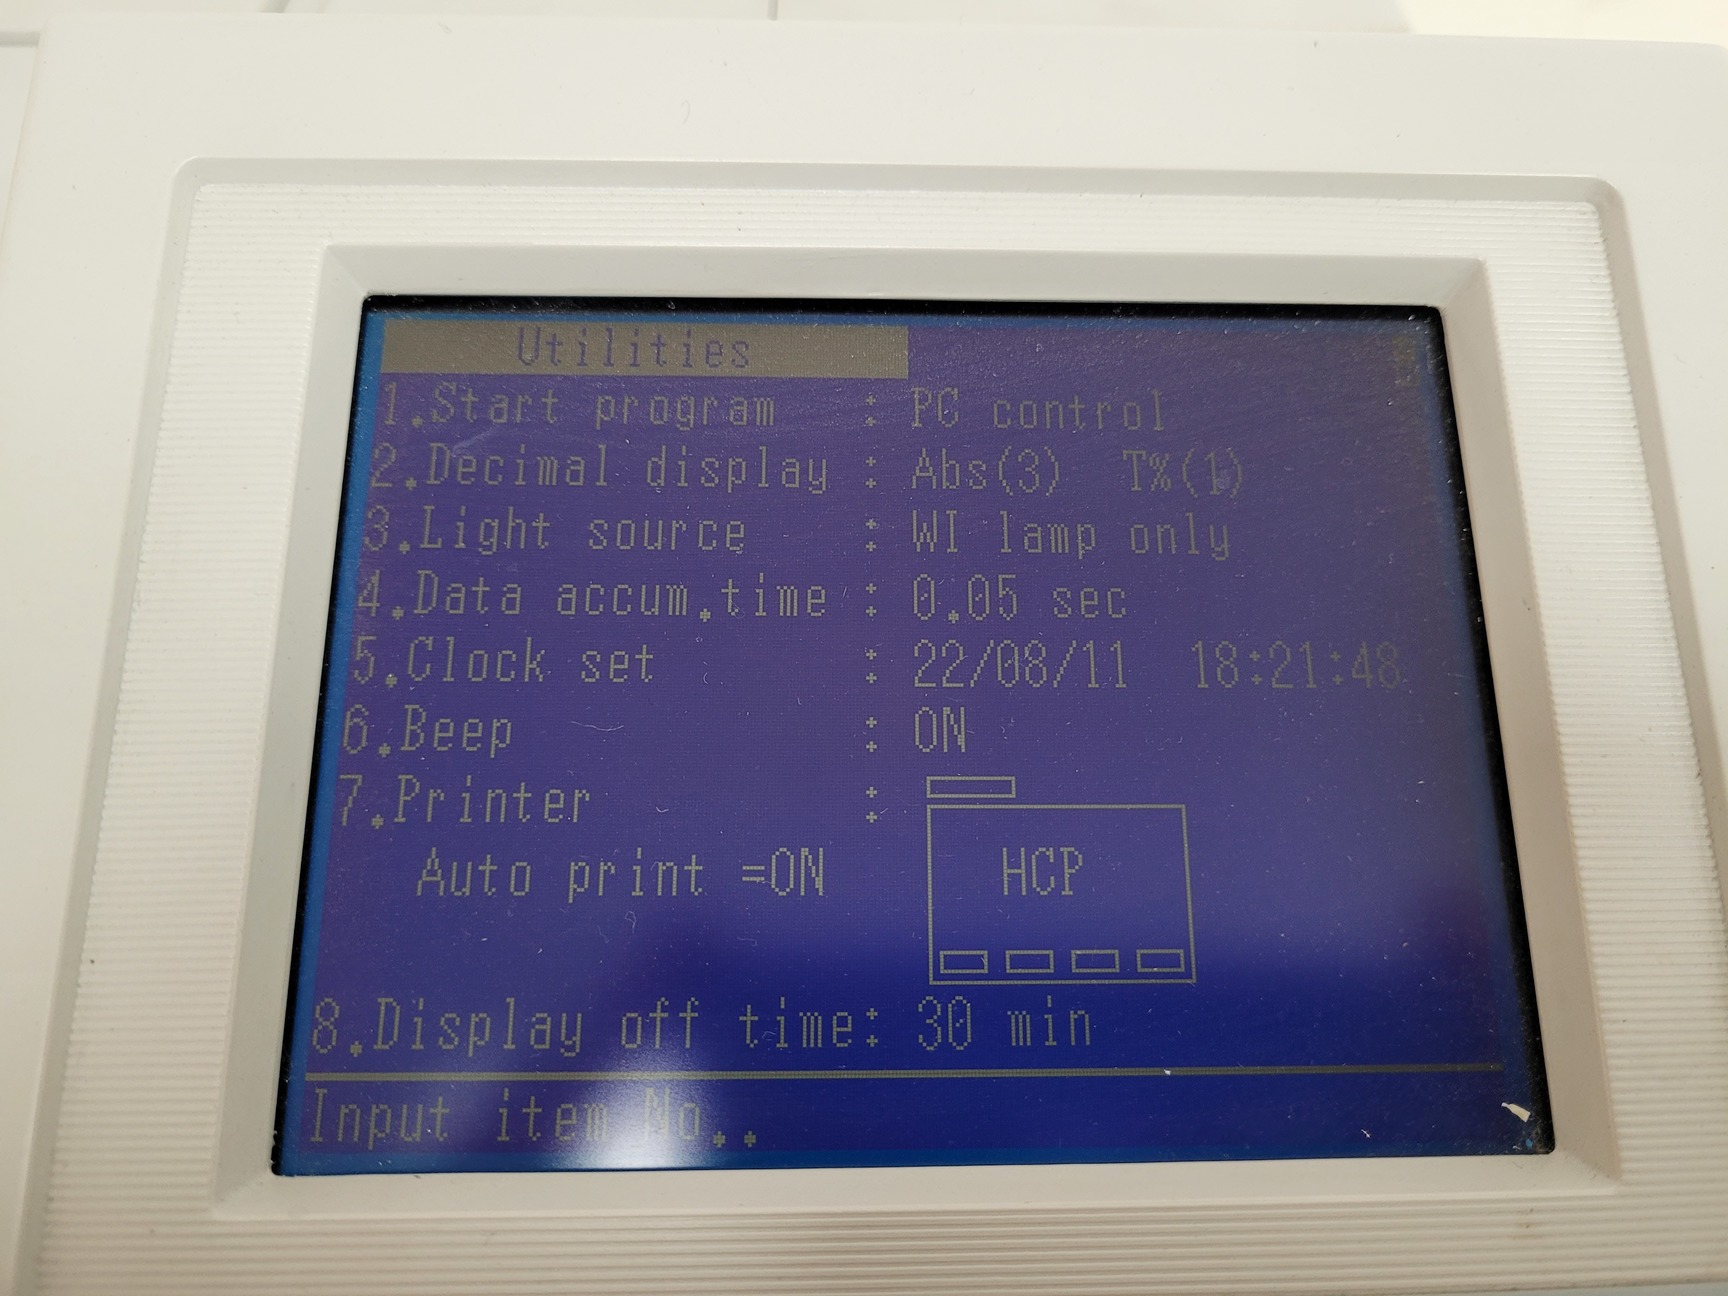 Utilities
1.Start program : PC control
2.Decimal display : Abs(3) T%(1)
3.Light source : WI lamp only
4.Data accum.time : 0.05 sec
5.Clock set : 22/08/11 18:21:48
6.Beep : ON
7.Printer :
Auto print =ON HCP
8.Display off time: 30 min
Input item No..